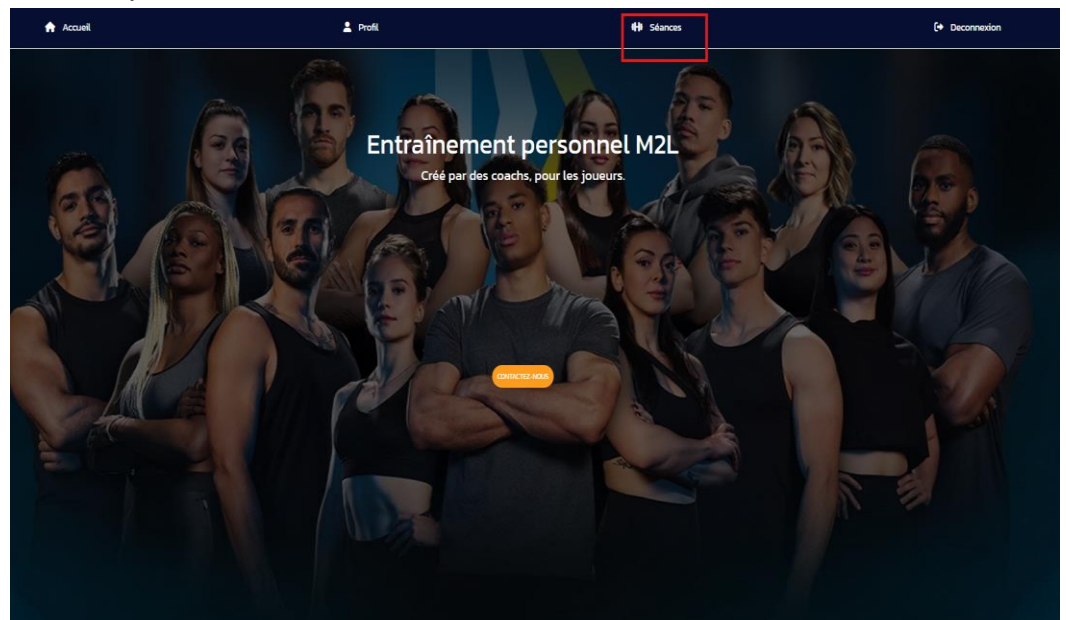 Accueil
Profil
Séances
Deconnexion
Entraînement personnel M2L
Créé par des coachs, pour les joueurs.
CONTACTEZ-NOUS